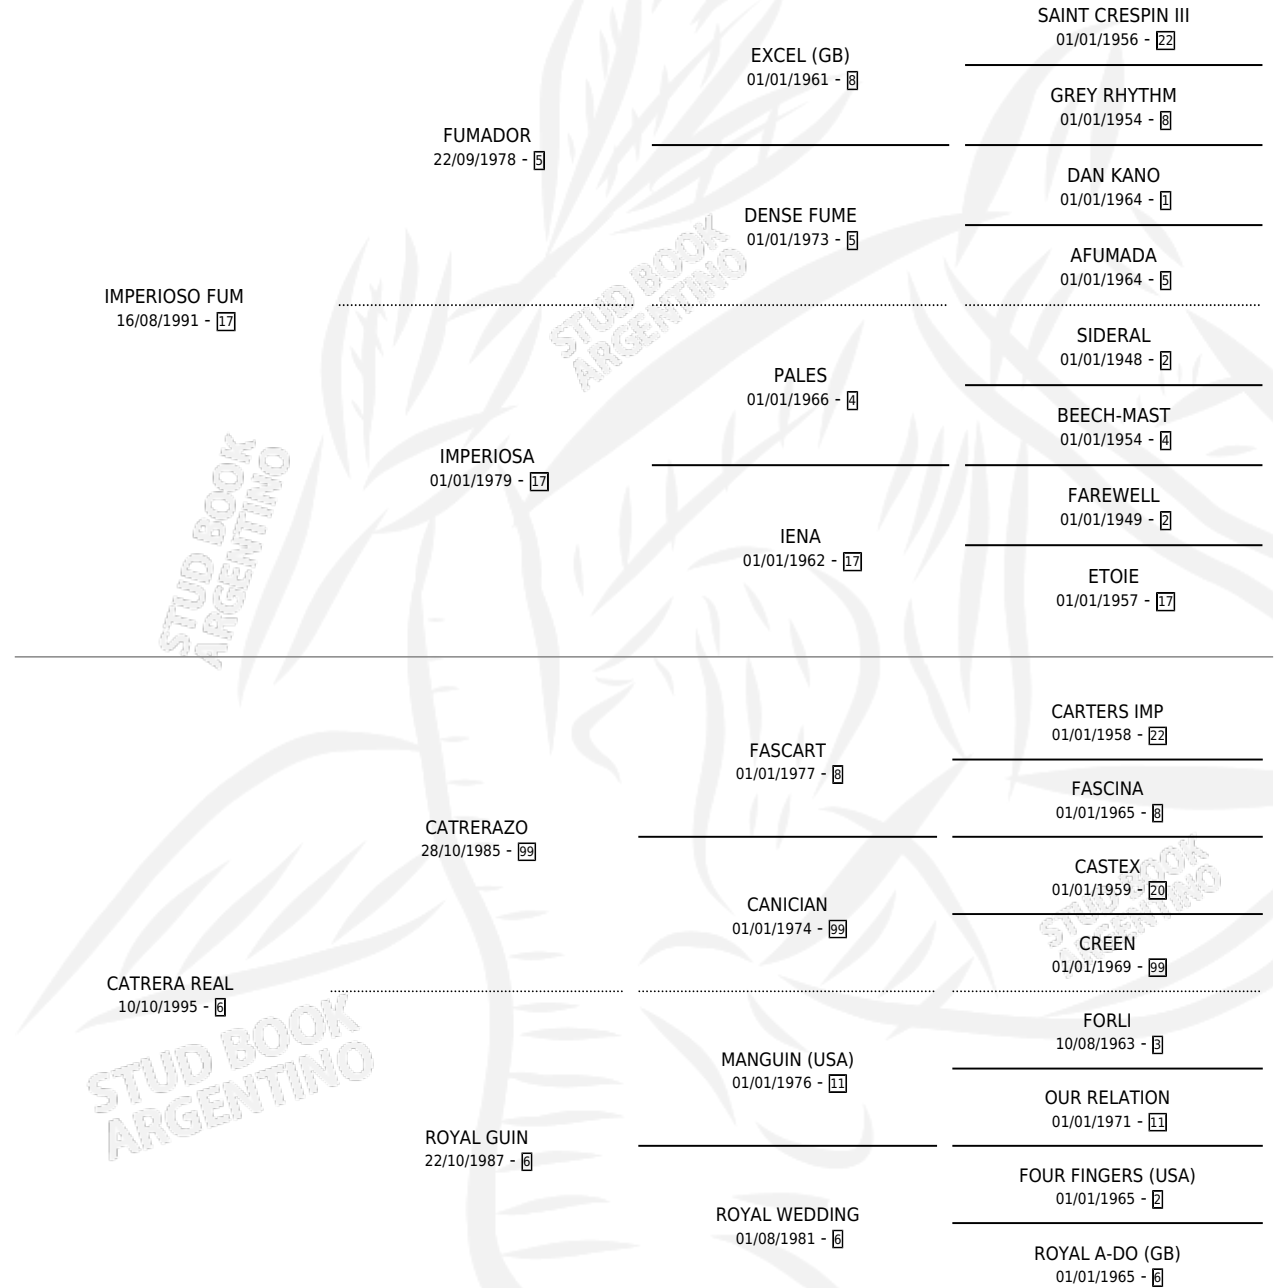 SAINT CRESPIN III
01/01/1956 - 22
EXCEL (GB)
01/01/1961 - 8
GREY RHYTHM
01/01/1954 - 8
FUMADOR
22/09/1978 - 5
DAN KANO
01/01/1964 - 1
DENSE FUME
01/01/1973 - 5
AFUMADA
01/01/1964 - 5
IMPERIOSO FUM
16/08/1991 - 17
SIDERAL
01/01/1948 - 2
PALES
01/01/1966 - 4
BEECH-MAST
01/01/1954 - 4
IMPERIOSA
01/01/1979 - 17
FAREWELL
01/01/1949 - 2
IENA
01/01/1962 - 17
ETOIE
01/01/1957 - 17
STUD BOOK
ARGENTINO
STUD BOOK
ARGENTINO
CARTERS IMP
01/01/1958 - 22
FASCART
01/01/1977 - 8
FASCINA
01/01/1965 - 8
CATRERAZO
28/10/1985 - 99
CASTEX
01/01/1959 - 20
CANICIAN
01/01/1974 - 99
CREEN
01/01/1969 - 99
CATRERA REAL
10/10/1995 - 6
FORLI
10/08/1963 - 3
MANGUIN (USA)
01/01/1976 - 11
OUR RELATION
01/01/1971 - 11
ROYAL GUIN
22/10/1987 - 6
FOUR FINGERS (USA)
01/01/1965 - 2
ROYAL WEDDING
01/08/1981 - 6
ROYAL A-DO (GB)
01/01/1965 - 6
STUD BOOK
ARGENTINO
STUD BOOK
ARGENTINO